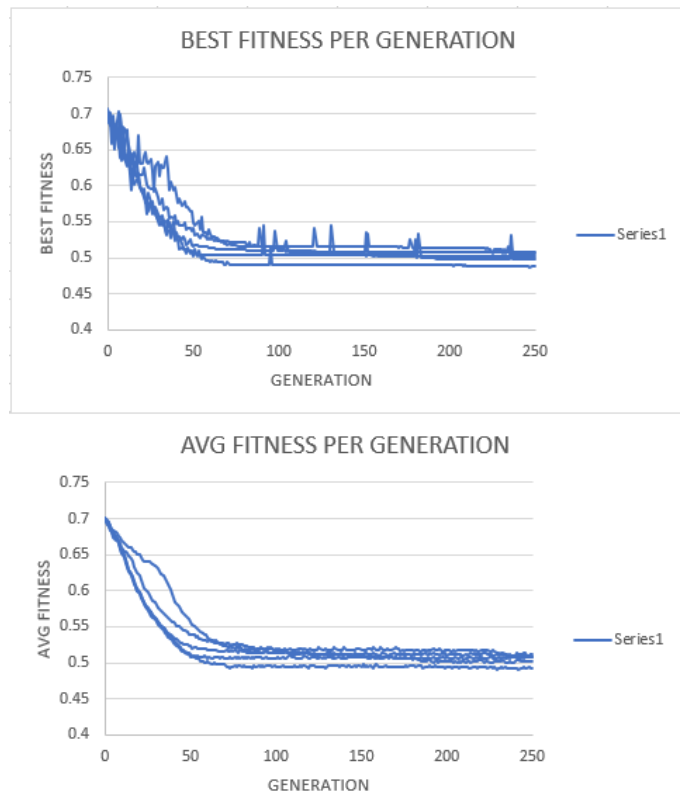 BEST FITNESS PER GENERATION
0.75
0.7
0.65
0.6
0.55
0.5
0.45
0.4
BEST FITNESS
0 50 100 150 200 250
GENERATION
Series1
AVG FITNESS PER GENERATION
0.75
0.7
0.65
0.6
0.55
0.5
0.45
0.4
AVG FITNESS
0 50 100 150 200 250
GENERATION
Series1